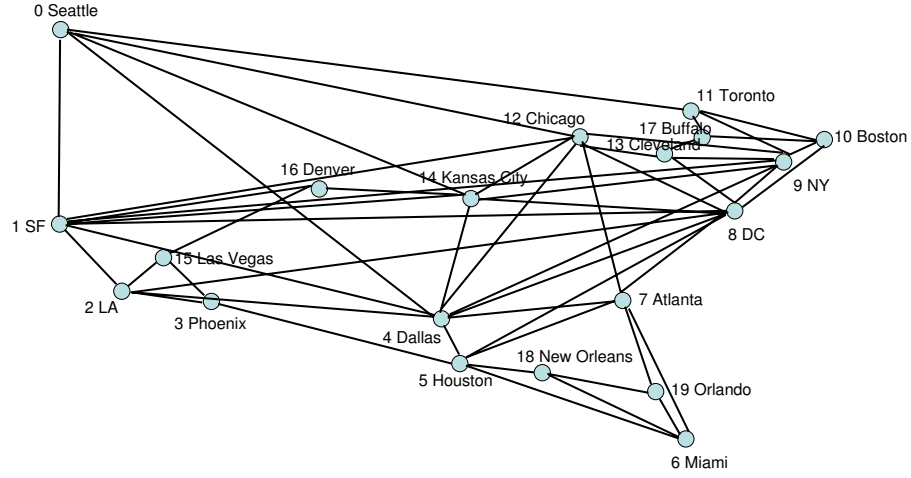 0 Seattle
11 Toronto
12 Chicago
17 Buffalo
10 Boston
13 Cleveland
16 Denver
14 Kansas City
9 NY
1 SF
8 DC
15 Las Vegas
2 LA
7 Atlanta
3 Phoenix
4 Dallas
18 New Orleans
5 Houston
19 Orlando
6 Miami